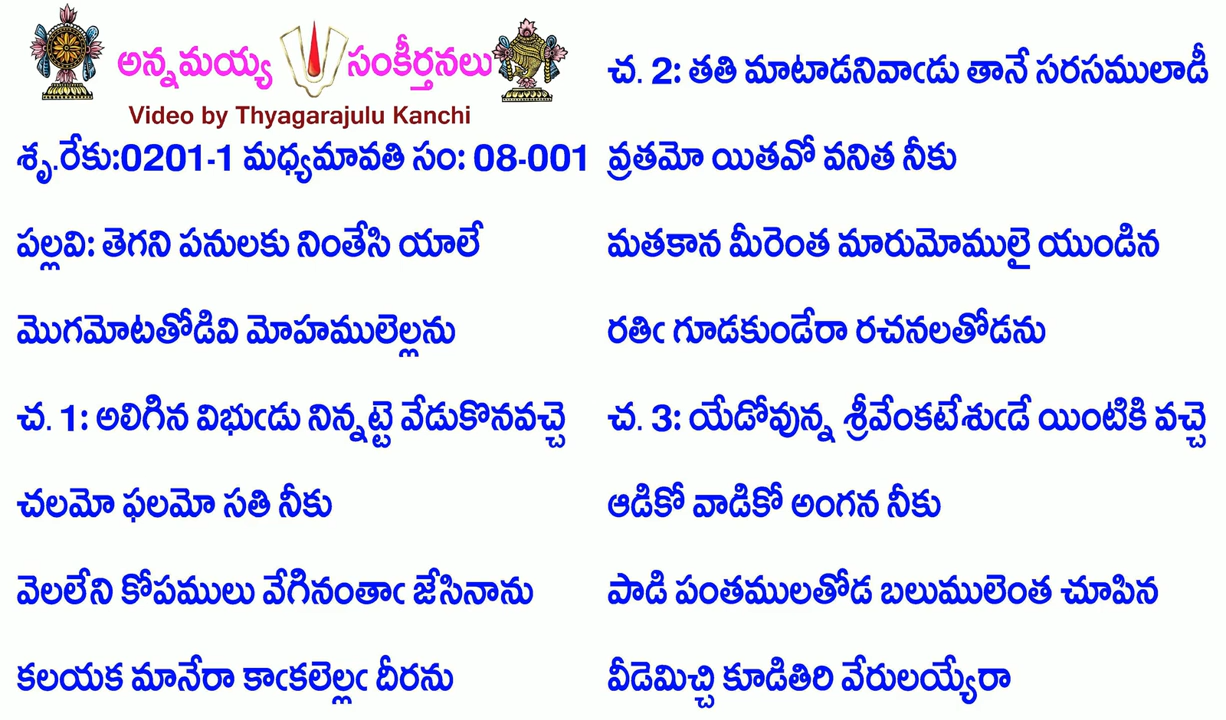 అన్నమయ్య సంకీర్తనలు
Video by Thyagarajulu Kanchi
శృ.రేకు:0201-1 మధ్యమావతి సం: 08-001
పల్లవి: తెగని పనులకు నింతేసి యాలే
మొగమోటతోడివి మోహములెల్లను
చ. 1: అలిగిన విభుఁడు నిన్నట్టె వేడుకొనవచ్చె
చలమో ఫలమో సతి నీకు
వెలలేని కోపములు వేగినంతాఁ జేసినాను
కలయక మానేరా కాఁకలెల్లఁ దీరను
చ. 2: తతి మాటాడనివాఁడు తానే సరసములాడీ
వ్రతమో యితవో వనిత నీకు
మతకాన మీరెంత మారుమోములై యుండిన
రతిఁ గూడకుండేరా రచనలతోడను
చ. 3: యేడోవున్న శ్రీవేంకటేశుఁడే యింటికి వచ్చె
ఆడికో వాడికో అంగన నీకు
పాడి పంతములతోడ బలుములెంత చూపిన
వీడెమిచ్చి కూడితిరి వేరులయ్యేరా